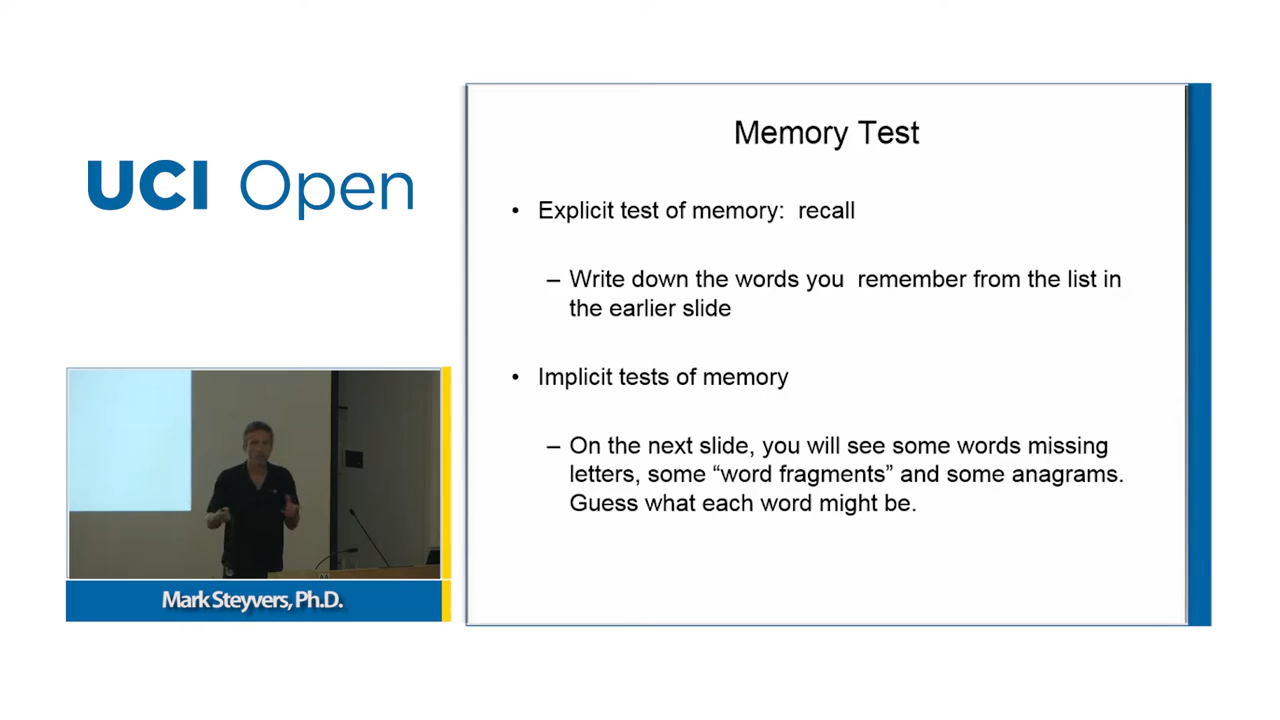 UCI Open
Memory Test
• Explicit test of memory: recall
– Write down the words you remember from the list in
the earlier slide
• Implicit tests of memory
– On the next slide, you will see some words missing
letters, some “word fragments” and some anagrams.
Guess what each word might be.
Mark Steyvers, Ph.D.